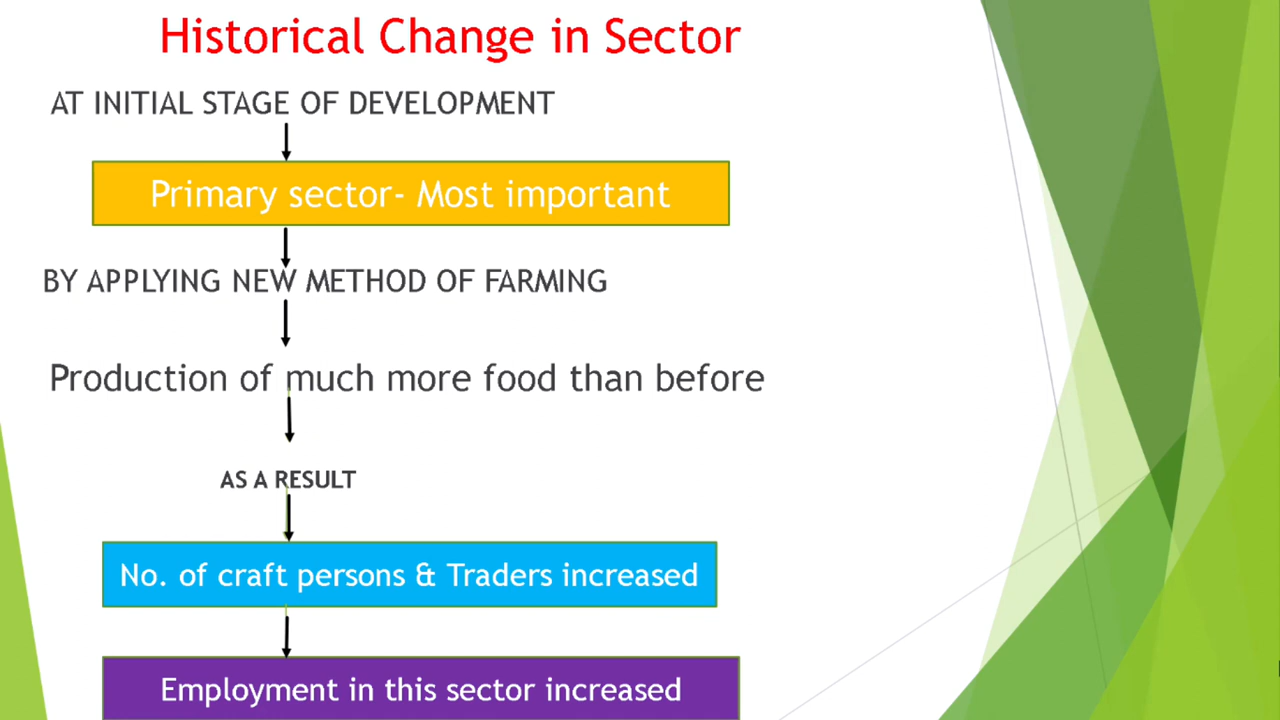 Historical Change in Sector
AT INITIAL STAGE OF DEVELOPMENT
Primary sector- Most important
BY APPLYING NEW METHOD OF FARMING
Production of much more food than before
AS A RESULT
No. of craft persons & Traders increased
Employment in this sector increased